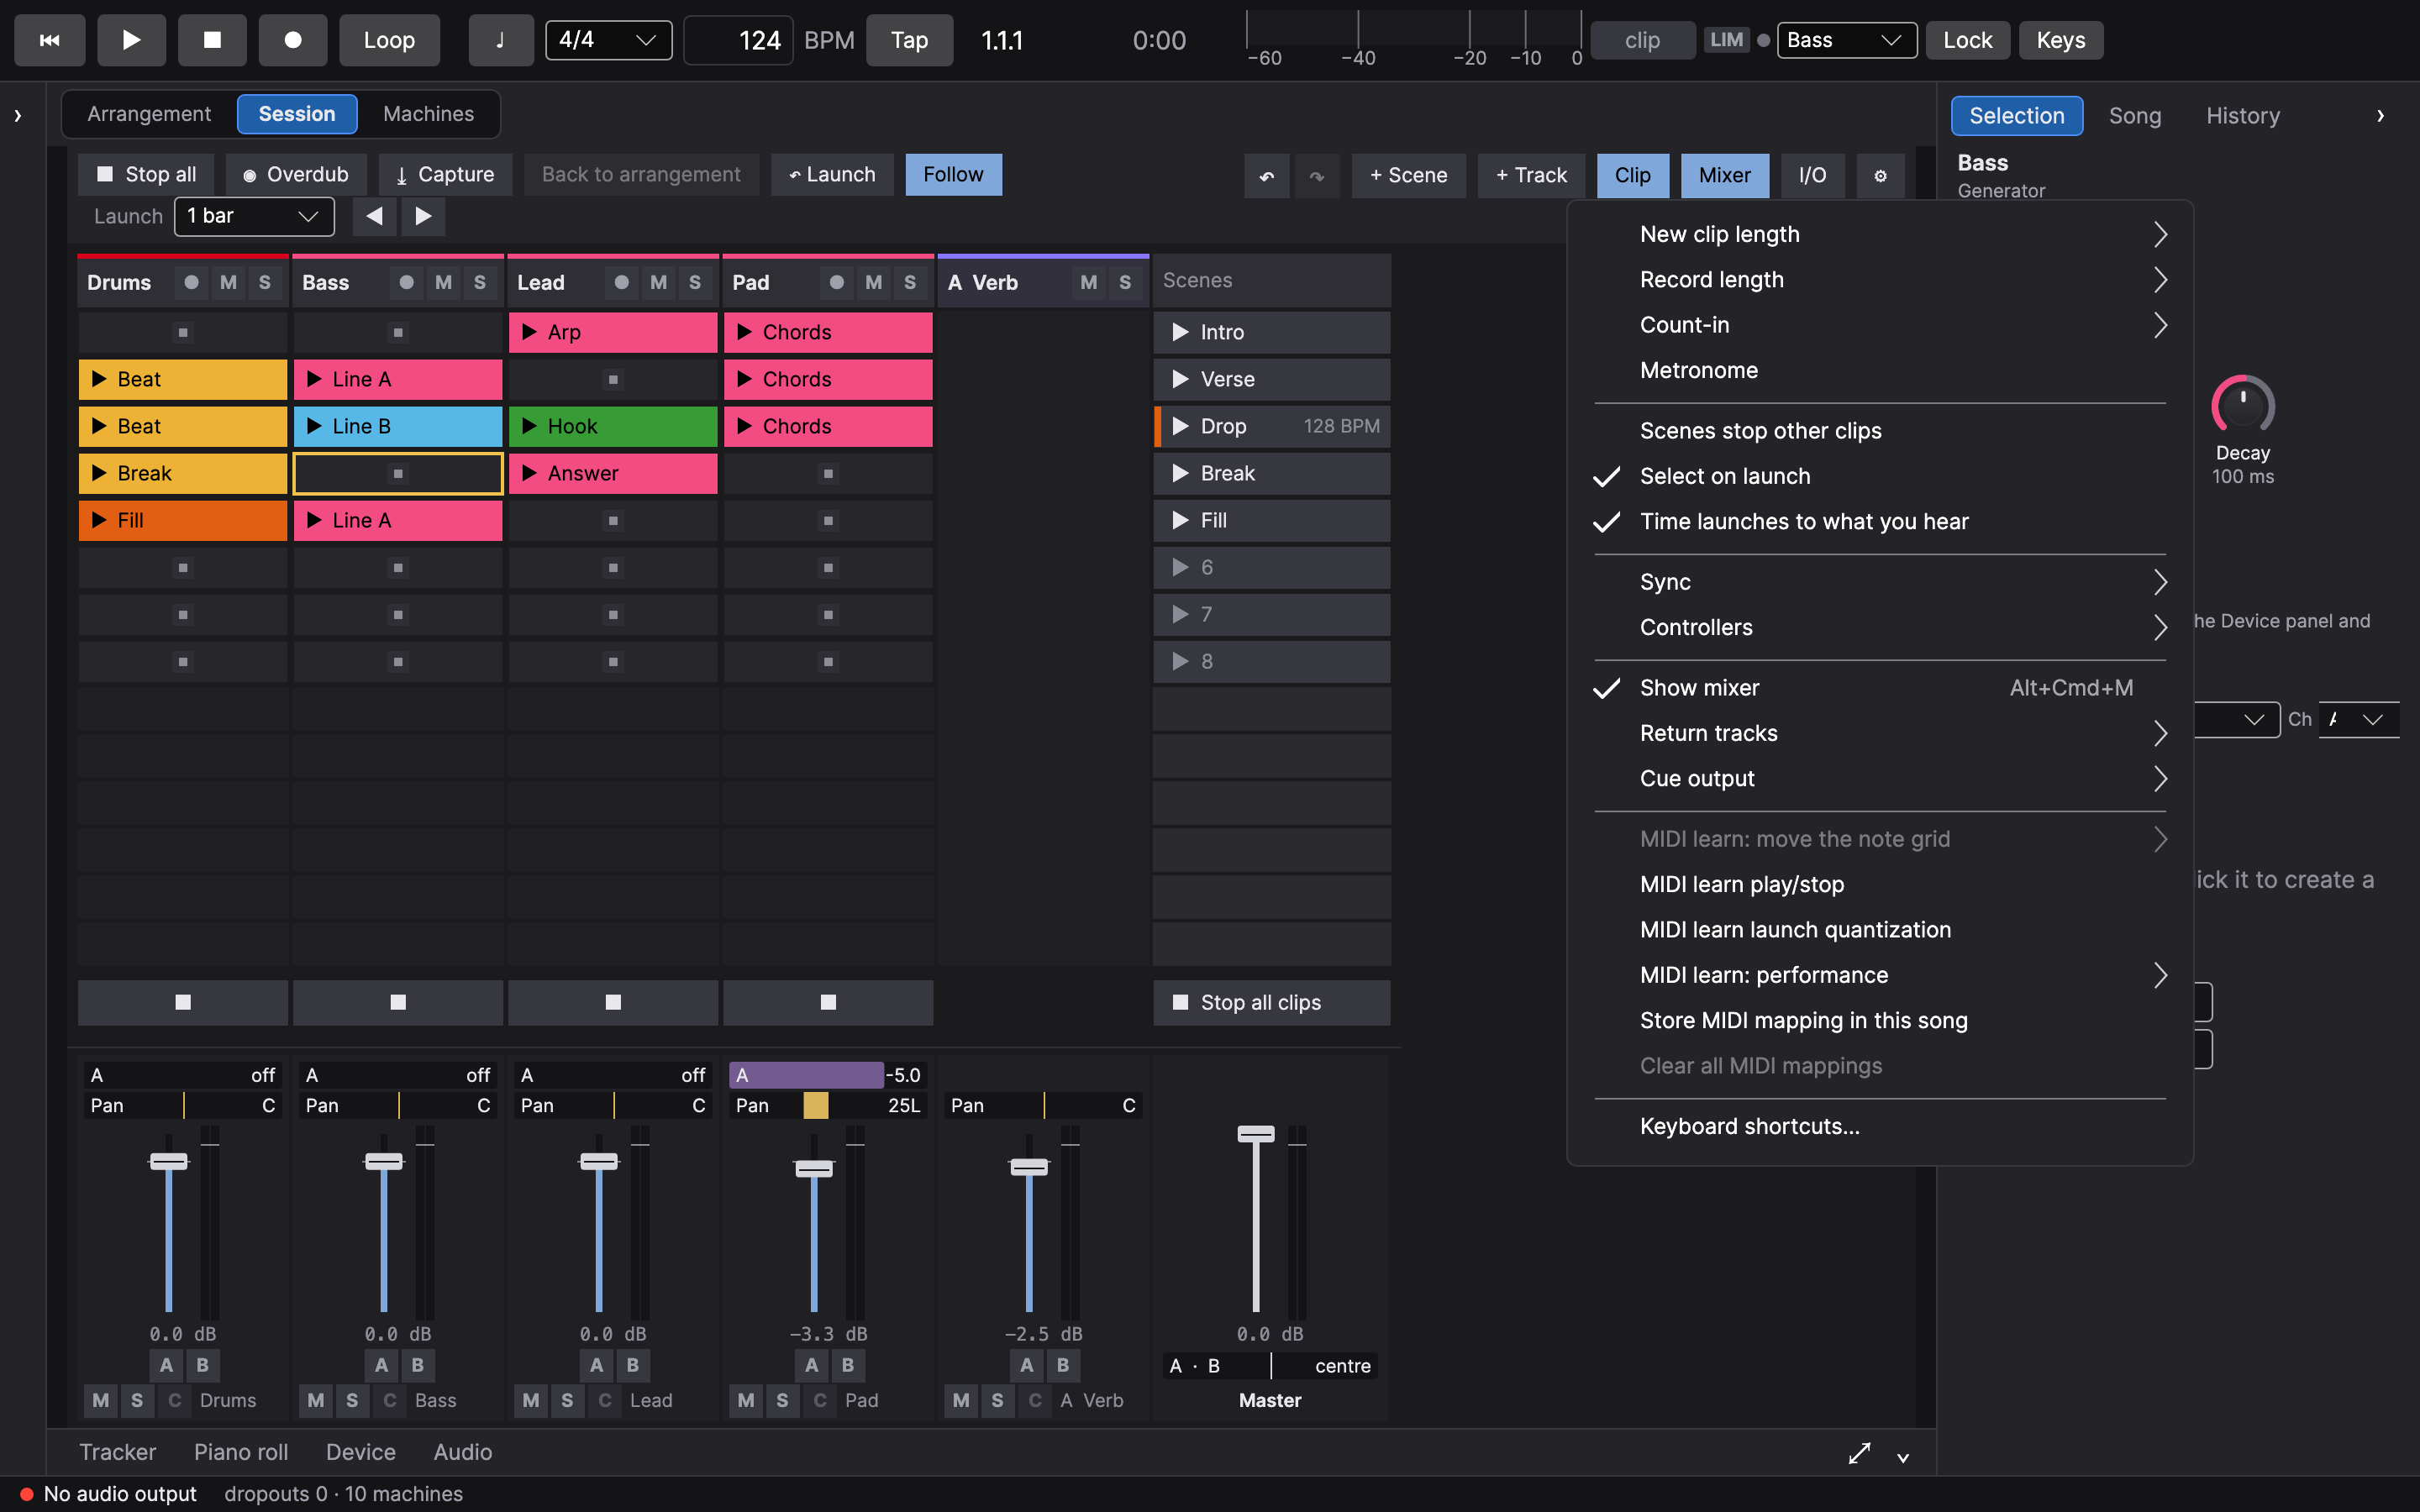 Loop
4/4
124 BPM
Tap
1.1.1
0:00
−60 −40 −20 −10 0
clip
LIM
Bass
Lock
Keys
Arrangement
Session
Machines
Selection
Song
History
Stop all
Overdub
Capture
Back to arrangement
Launch
Follow
+ Scene
+ Track
Clip
Mixer
I/O
Bass
Generator
Launch 1 bar
Drums M S
Bass M S
Lead M S
Pad M S
A Verb M S
Scenes
Arp Chords Intro
Beat Line A Chords Verse
Beat Line B Hook Chords Drop 128 BPM
Break Answer Break
Fill Line A Fill
6
7
8
Stop all clips
New clip length
Record length
Count-in
Metronome
Scenes stop other clips
Select on launch
Time launches to what you hear
Sync
Controllers
Show mixer Alt+Cmd+M
Return tracks
Cue output
MIDI learn: move the note grid
MIDI learn play/stop
MIDI learn launch quantization
MIDI learn: performance
Store MIDI mapping in this song
Clear all MIDI mappings
Keyboard shortcuts...
Decay
100 ms
he Device panel and
Ch
ick it to create a
A off A off A off A -5.0
Pan C Pan C Pan C Pan 25L Pan C
0.0 dB 0.0 dB 0.0 dB −3.3 dB −2.5 dB 0.0 dB
A B A B A B A B A B A · B centre
M S C Drums M S C Bass M S C Lead M S C Pad M S C A Verb Master
Tracker
Piano roll
Device
Audio
No audio output
dropouts 0 · 10 machines